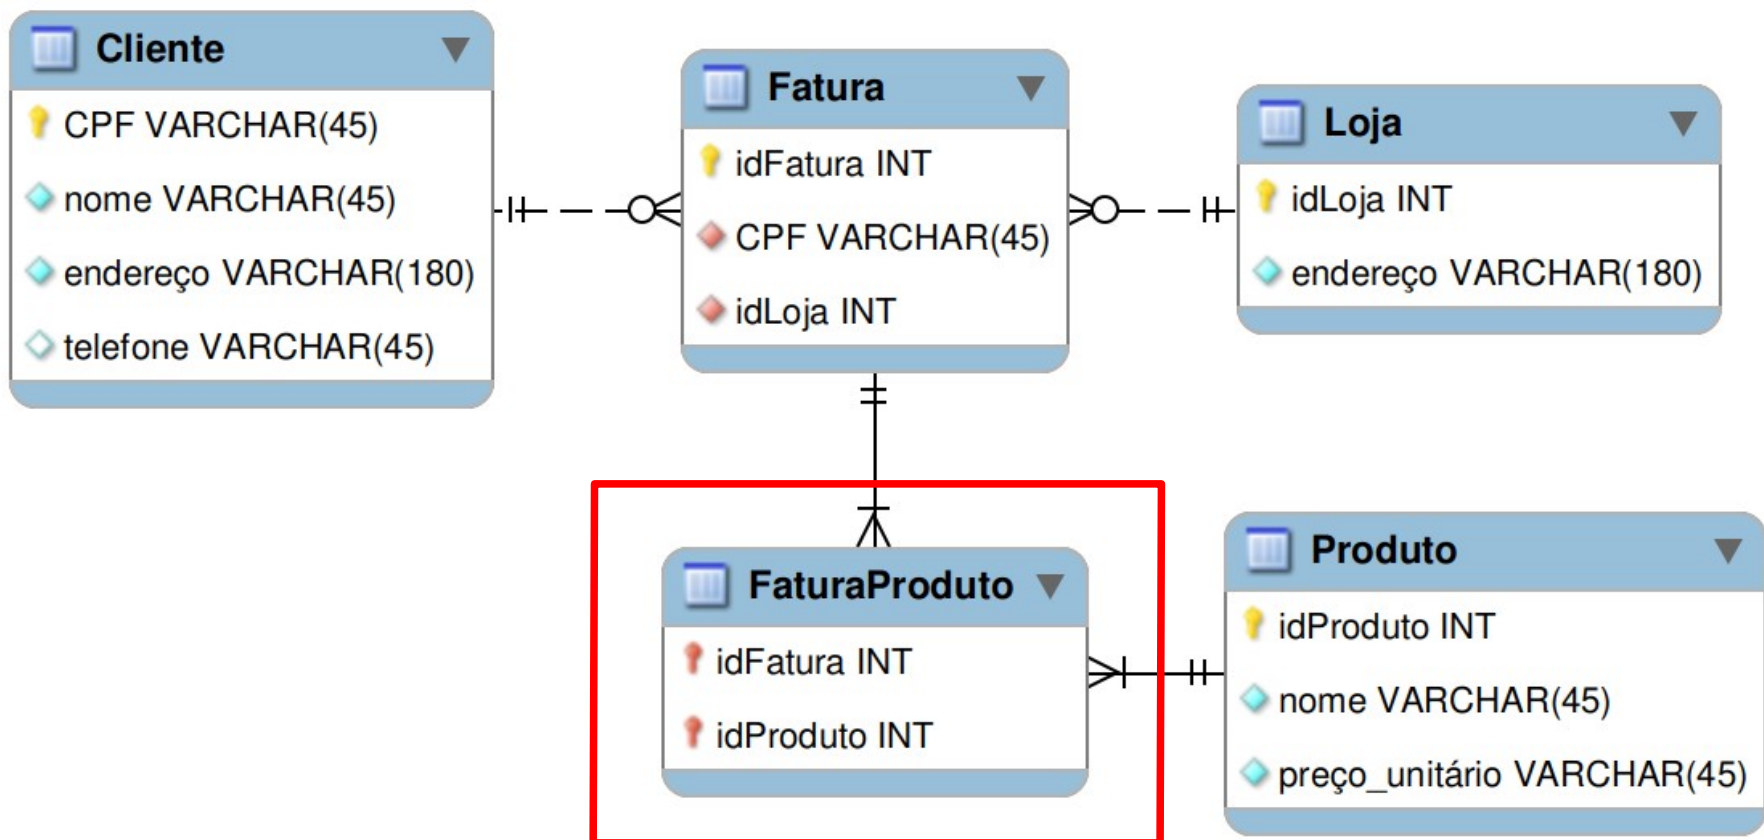 Cliente
CPF VARCHAR(45)
nome VARCHAR(45)
endereço VARCHAR(180)
telefone VARCHAR(45)
Fatura
idFatura INT
CPF VARCHAR(45)
idLoja INT
Loja
idLoja INT
endereço VARCHAR(180)
FaturaProduto
idFatura INT
idProduto INT
Produto
idProduto INT
nome VARCHAR(45)
preço_unitário VARCHAR(45)